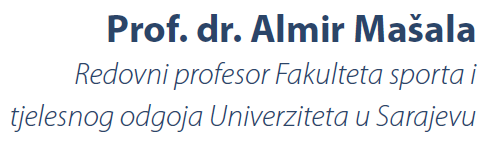 Prof. dr. Almir Mašala
Redovni profesor Fakulteta sporta i
tjelesnog odgoja Univerziteta u Sarajevu